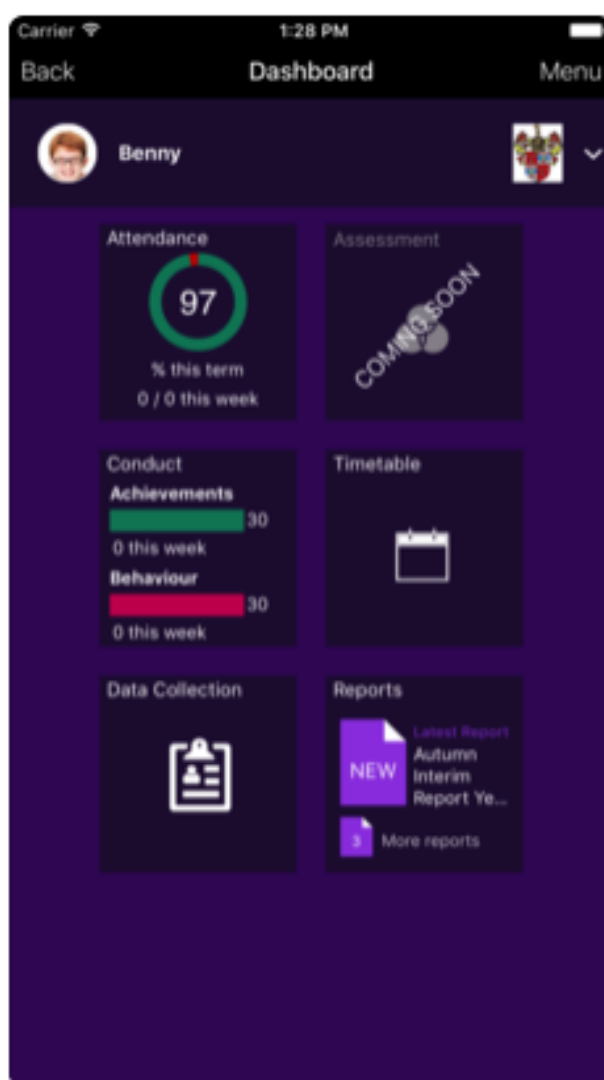 Carrier 1:28 PM
Back Dashboard Menu
Benny
Attendance
97
% this term
0 / 0 this week
Assessment
COMING SOON
Conduct
Achievements
30
0 this week
Behaviour
30
0 this week
Timetable
Data Collection
Reports
NEW
Latest Report
Autumn
Interim
Report Ye...
3 More reports